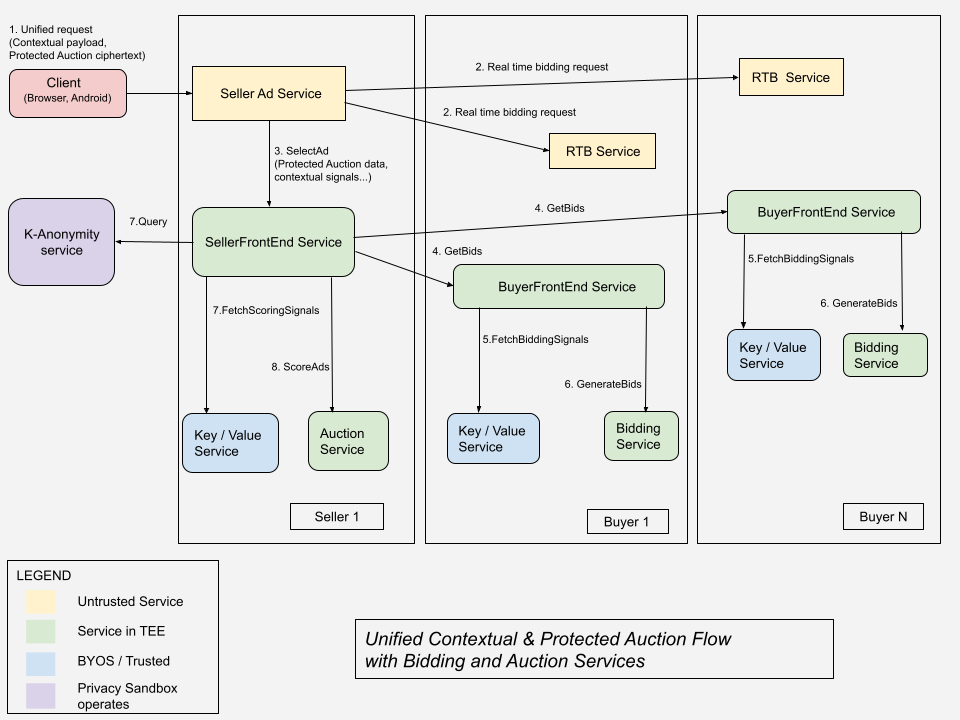 1. Unified request
(Contextual payload,
Protected Auction ciphertext)
Client
(Browser, Android)
Seller Ad Service
2. Real time bidding request
RTB  Service
2. Real time bidding request
RTB Service
3. SelectAd
(Protected Auction data,
contextual signals...)
K-Anonymity
service
7.Query
SellerFrontEnd Service
4. GetBids
BuyerFrontEnd Service
4. GetBids
BuyerFrontEnd Service
5.FetchBiddingSignals
6. GenerateBids
7.FetchScoringSignals
8. ScoreAds
5.FetchBiddingSignals
6. GenerateBids
Key / Value
Service
Bidding
Service
Key / Value
Service
Auction
Service
Key / Value
Service
Bidding
Service
Seller 1
Buyer 1
Buyer N
LEGEND
Untrusted Service
Service in TEE
BYOS / Trusted
Privacy Sandbox
operates
Unified Contextual & Protected Auction Flow
with Bidding and Auction Services